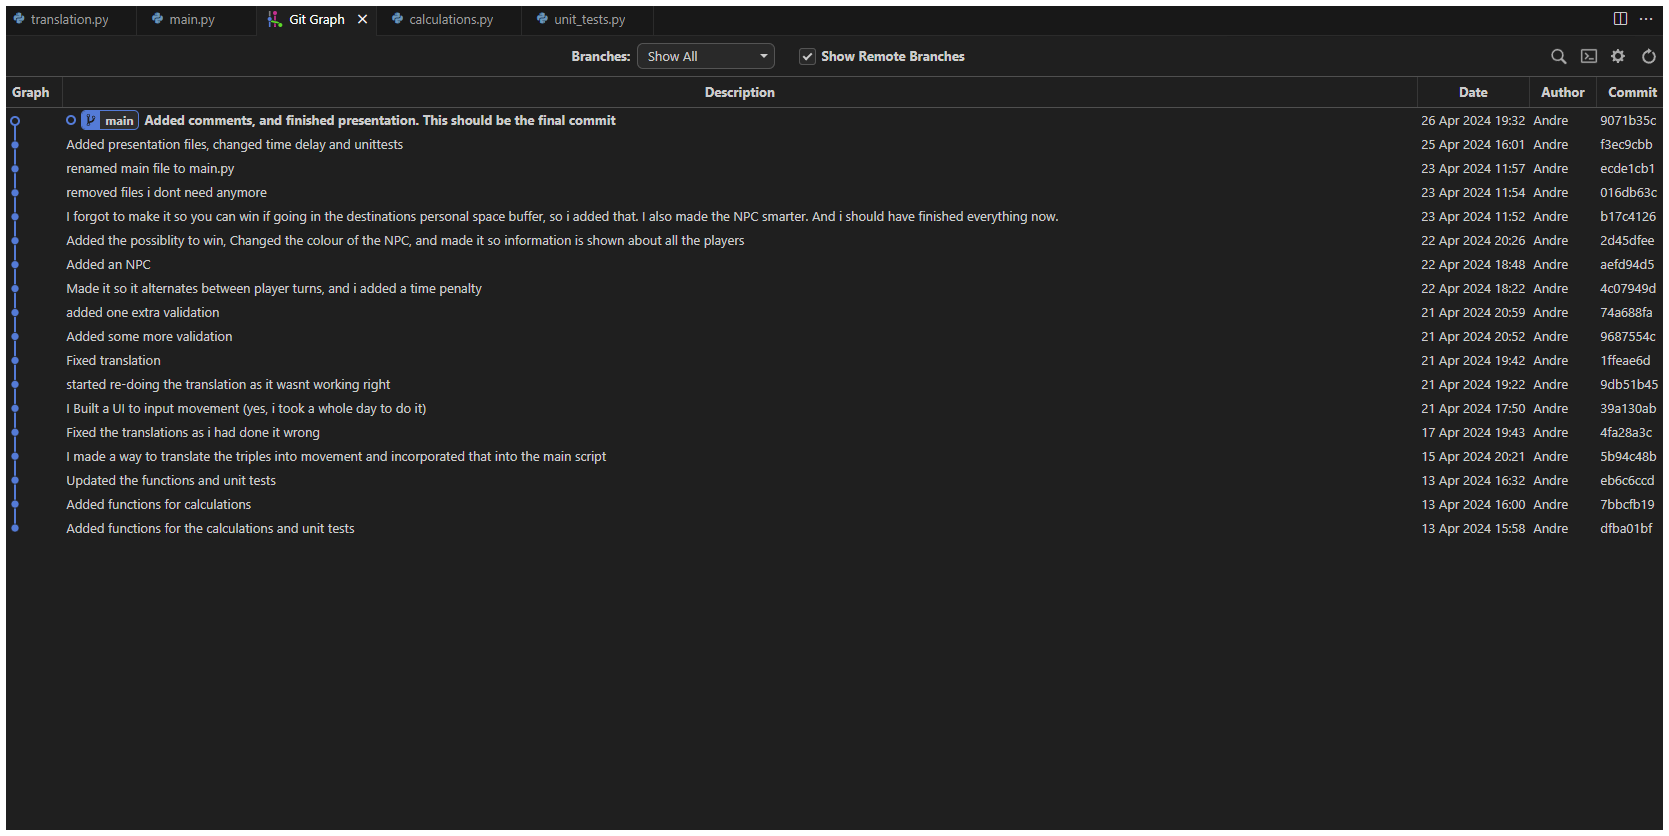 translation.py main.py Git Graph calculations.py unit_tests.py
Branches: Show All Show Remote Branches
Graph Description Date Author Commit
main Added comments, and finished presentation. This should be the final commit 26 Apr 2024 19:32 Andre 9071b35c
Added presentation files, changed time delay and unittests 25 Apr 2024 16:01 Andre f3ec9cbb
renamed main file to main.py 23 Apr 2024 11:57 Andre ecde1cb1
removed files i dont need anymore 23 Apr 2024 11:54 Andre 016db63c
I forgot to make it so you can win if going in the destinations personal space buffer, so i added that. I also made the NPC smarter. And i should have finished everything now. 23 Apr 2024 11:52 Andre b17c4126
Added the possiblity to win, Changed the colour of the NPC, and made it so information is shown about all the players 22 Apr 2024 20:26 Andre 2d45dfee
Added an NPC 22 Apr 2024 18:48 Andre aefd94d5
Made it so it alternates between player turns, and i added a time penalty 22 Apr 2024 18:22 Andre 4c07949d
added one extra validation 21 Apr 2024 20:59 Andre 74a688fa
Added some more validation 21 Apr 2024 20:52 Andre 9687554c
Fixed translation 21 Apr 2024 19:42 Andre 1ffeae6d
started re-doing the translation as it wasnt working right 21 Apr 2024 19:22 Andre 9db51b45
I Built a UI to input movement (yes, i took a whole day to do it) 21 Apr 2024 17:50 Andre 39a130ab
Fixed the translations as i had done it wrong 17 Apr 2024 19:43 Andre 4fa28a3c
I made a way to translate the triples into movement and incorporated that into the main script 15 Apr 2024 20:21 Andre 5b94c48b
Updated the functions and unit tests 13 Apr 2024 16:32 Andre eb6c6ccd
Added functions for calculations 13 Apr 2024 16:00 Andre 7bbcfb19
Added functions for the calculations and unit tests 13 Apr 2024 15:58 Andre dfba01bf